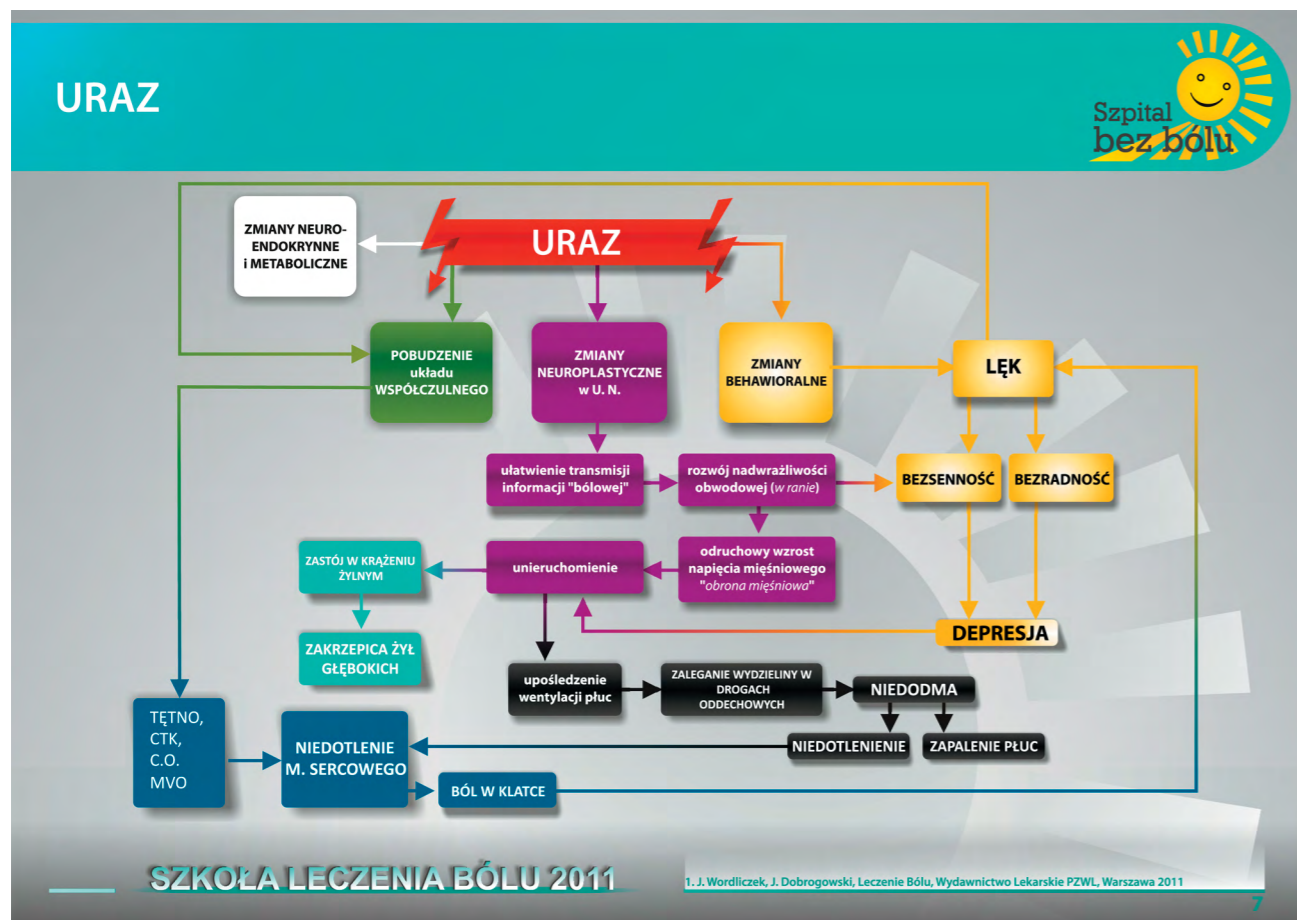 URAZ
Szpital
bez bólu
ZMIANY NEURO-
ENDOKRYNNE
i METABOLICZNE
URAZ
POBUDZENIE
układu
WSPÓŁCZULNEGO
ZMIANY
NEUROPLASTYCZNE
w U. N.
ZMIANY
BEHAWIORALNE
LĘK
ułatwienie transmisji
informacji "bólowej"
rozwój nadwrażliwości
obwodowej (w ranie)
BEZSENNOŚĆ
BEZRADNOŚĆ
ZASTÓJ W KRĄŻENIU
ŻYLNYM
unieruchomienie
odruchowy wzrost
napięcia mięśniowego
"obrona mięśniowa"
DEPRESJA
ZAKRZEPICA ŻYŁ
GŁĘBOKICH
upośledzenie
wentylacji płuc
ZALEGANIE WYDZIELINY W
DROGACH
ODDECHOWYCH
NIEDODMA
NIEDOTLENIENIE
ZAPALENIE PŁUC
TĘTNO,
CTK,
C.O.
MVO
NIEDOTLENIE
M. SERCOWEGO
BÓL W KLATCE
SZKOŁA LECZENIA BÓLU 2011
1. J. Wordliczek, J. Dobrogowski, Leczenie Bólu, Wydawnictwo Lekarskie PZWL, Warszawa 2011
7